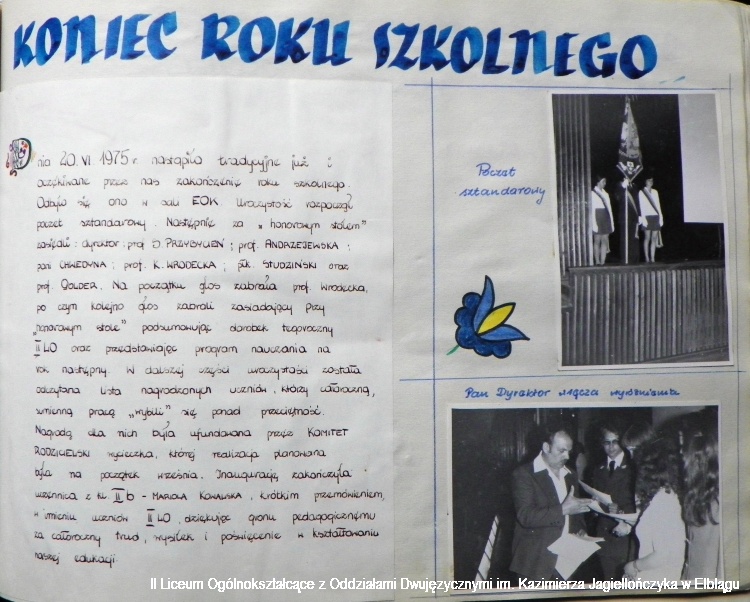 KONIEC ROKU SZKOLNEGO
Dnia 20.VI.1975 r. nastąpiło tradycyjne już i
oczekiwane przez nas zakończenie roku szkolnego.
Odbyło się ono w sali EOK. Uroczystość rozpoczął
poczet sztandarowy. Następnie za „honorowym stołem"
zasiedli: dyrektor: prof. J. PRZYBYLEŃ; prof. ANDRZEJEWSKA;
pani CHWEDYNA; prof. K. WRODECKA; płk. STUDZIŃSKI oraz
prof. GOLDER. Na początku głos zabrała prof. Wrodecka,
po czym kolejno głos zabrali zasiadający przy
„honorowym stole" podsumowując dorobek tegoroczny
II LO oraz przedstawiając program nauczania na
rok następny. W dalszej części uroczystości została
odczytana lista nagrodzonych uczniów, którzy całoroczną,
sumienną pracą „wybili" się ponad przeciętność.
Nagrodą dla nich była ufundowana przez KOMITET
RODZICIELSKI wycieczka, której realizacja planowana
była na początek września. Inaugurację zakończyła
uczennica z kl. II b - MARIOLA KOWALSKA, krótkim przemówieniem,
w imieniu uczniów II LO, dziękując gronu pedagogicznemu
za całoroczny trud, wysiłek i poświęcenie w kształtowaniu
naszej edukacji.
Poczet
sztandarowy
Pan Dyrektor wręcza wyróżnienia
II Liceum Ogólnokształcące z Oddziałami Dwujęzycznymi im. Kazimierza Jagiellończyka w Elblągu